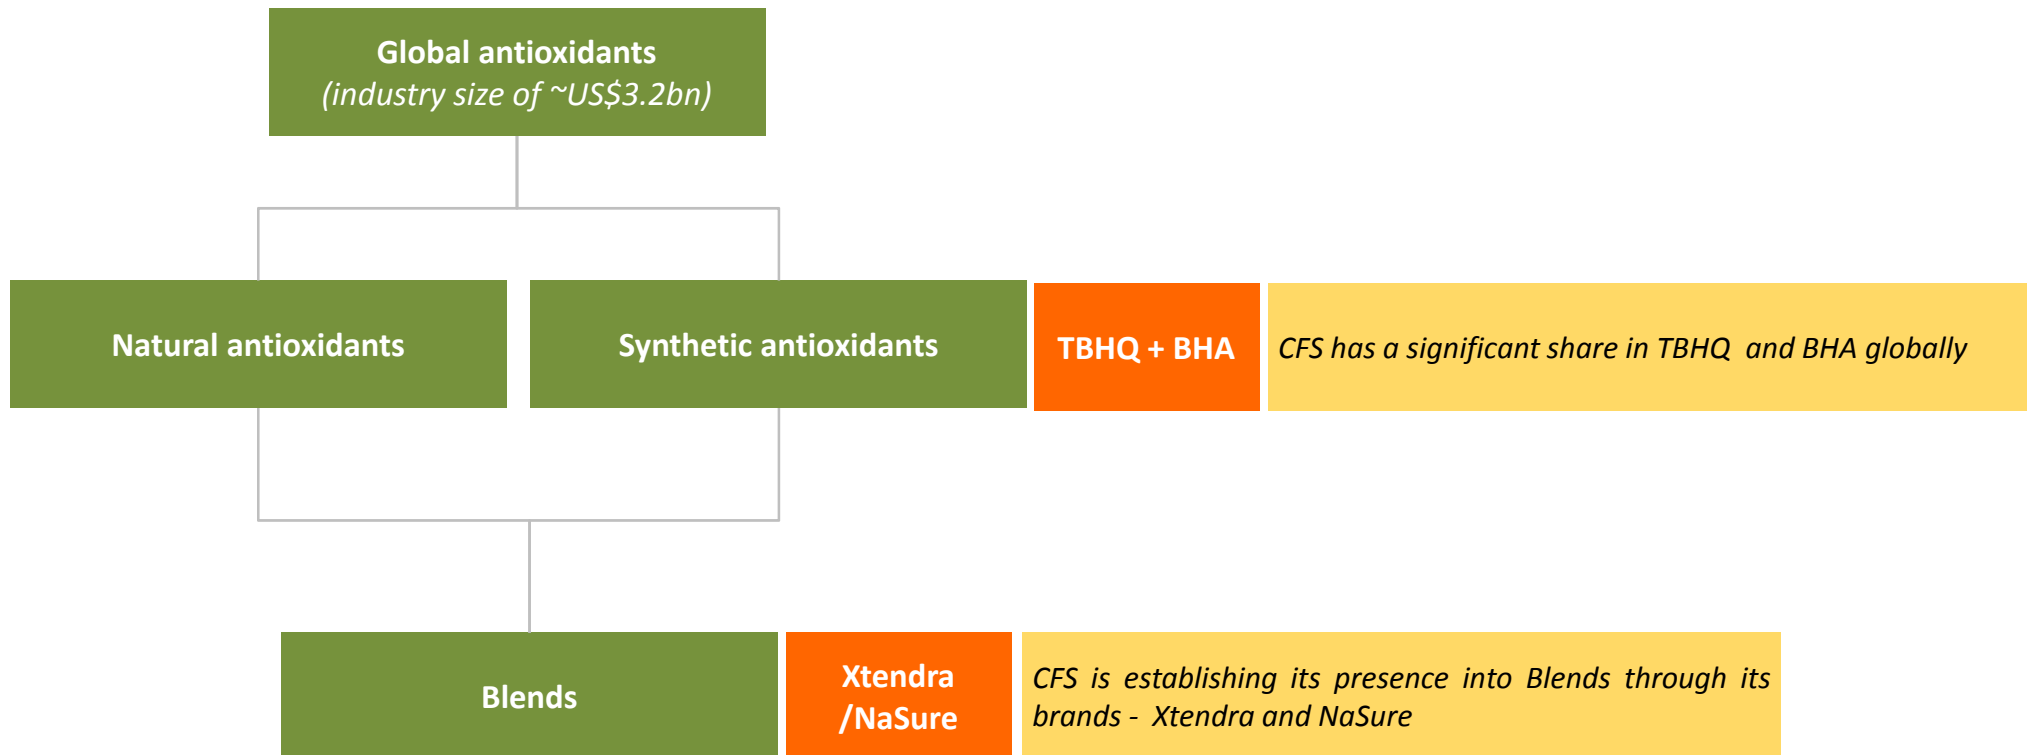 Global antioxidants
(industry size of ~US$3.2bn)
Natural antioxidants
Synthetic antioxidants
TBHQ + BHA
CFS has a significant share in TBHQ and BHA globally
Blends
Xtendra
/NaSure
CFS is establishing its presence into Blends through its
brands - Xtendra and NaSure